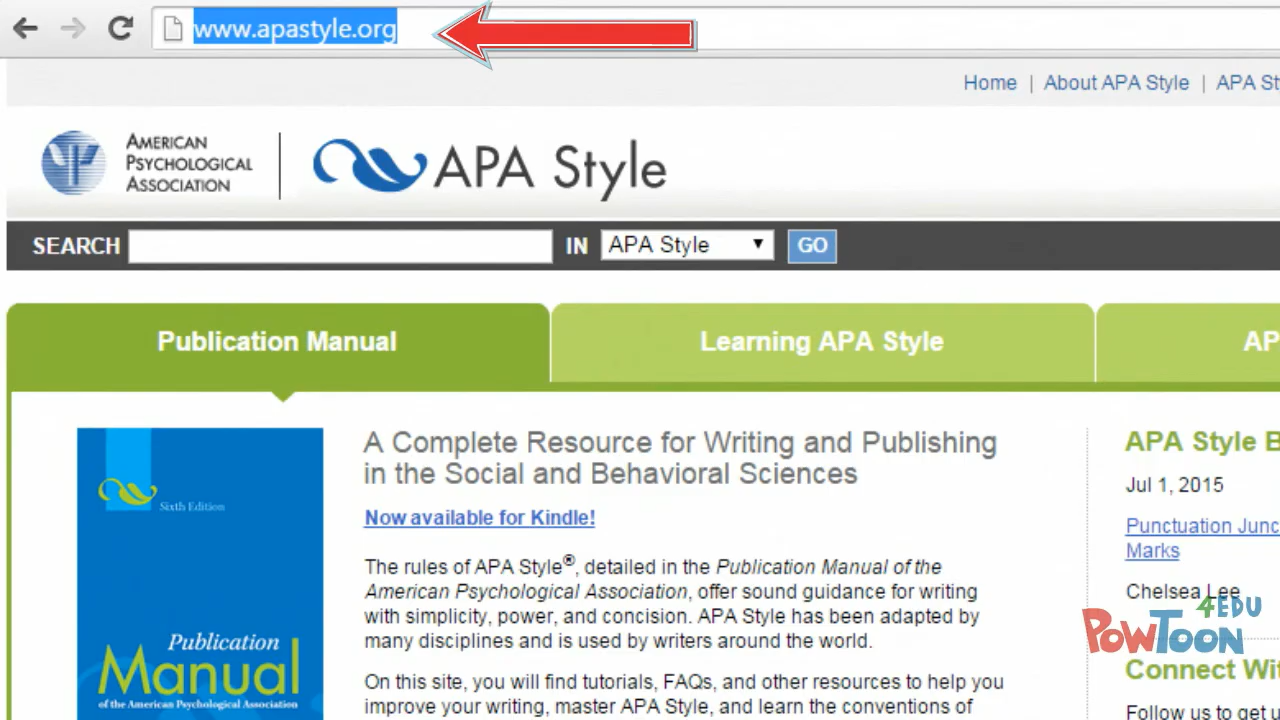 www.apastyle.org
Home | About APA Style | APA St
AMERICAN
PSYCHOLOGICAL
ASSOCIATION
APA Style
SEARCH IN APA Style GO
Publication Manual
Learning APA Style
AP
Sixth Edition
Publication
Manual
of the American Psychological Association
A Complete Resource for Writing and Publishing
in the Social and Behavioral Sciences
Now available for Kindle!
The rules of APA Style®, detailed in the Publication Manual of the
American Psychological Association, offer sound guidance for writing
with simplicity, power, and concision. APA Style has been adapted by
many disciplines and is used by writers around the world.
On this site, you will find tutorials, FAQs, and other resources to help you
improve your writing, master APA Style, and learn the conventions of
APA Style B
Jul 1, 2015
Punctuation Junc
Marks
Chelsea Lee
4EDU
POWTOON
Connect Wit
Follow us to get u